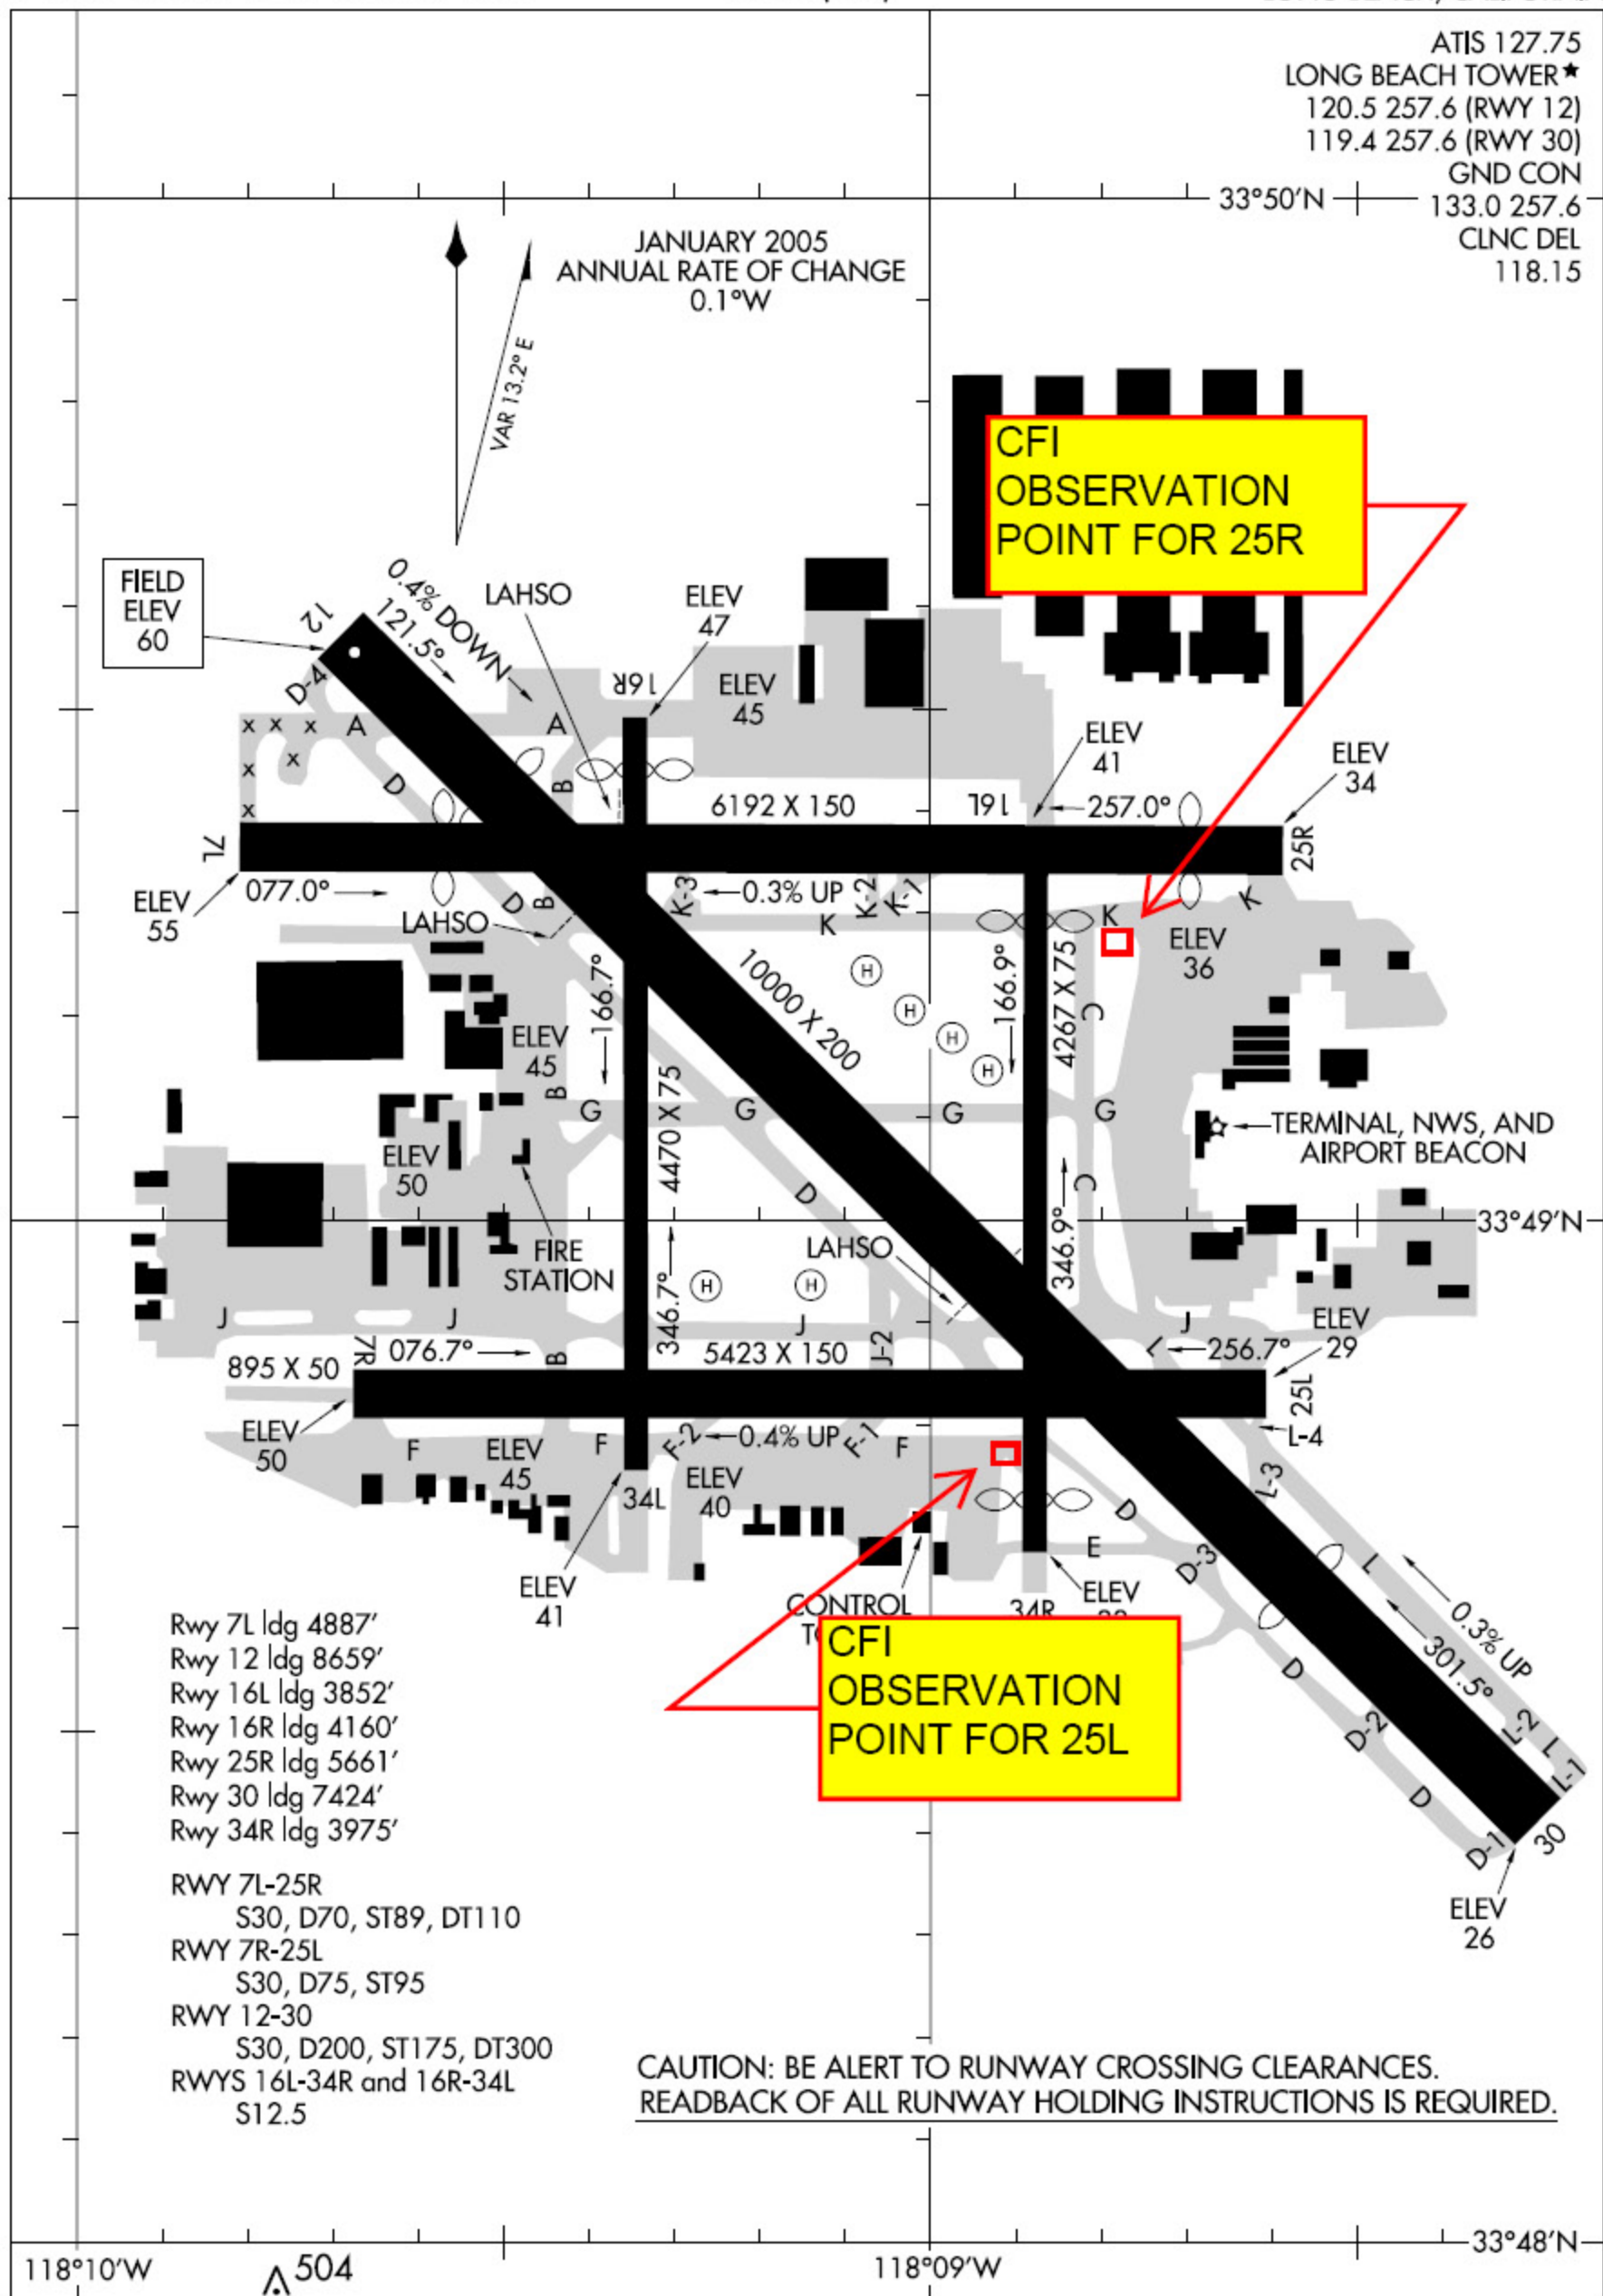 ATIS 127.75
LONG BEACH TOWER★
120.5 257.6 (RWY 12)
119.4 257.6 (RWY 30)
GND CON
133.0 257.6
CLNC DEL
118.15
33°50'N
JANUARY 2005
ANNUAL RATE OF CHANGE
0.1°W
VAR 13.2° E
CFI
OBSERVATION
POINT FOR 25R
FIELD
ELEV
60
12
0.4% DOWN
121.5°
LAHSO
ELEV
47
16R
ELEV
45
D-4
A
A
D
B
ELEV
41
ELEV
34
6192 X 150
16L
257.0°
7L
25R
ELEV
55
077.0°
D
B
K-3
0.3% UP
K-2
K-1
K
K
K
LAHSO
ELEV
36
166.7°
10000 X 200
H
H
H
H
166.9°
4267 X 75
C
ELEV
45
B
G
G
G
G
4470 X 75
TERMINAL, NWS, AND
AIRPORT BEACON
ELEV
50
D
C
33°49'N
FIRE
STATION
LAHSO
346.7°
H
H
346.9°
J
J
J
J
J-2
ELEV
29
895 X 50
7R
076.7°
B
5423 X 150
L
256.7°
25L
L-4
ELEV
50
F
ELEV
45
F
F-2
0.4% UP
F-1
F
L-3
34L
ELEV
40
D
E
D-3
L
ELEV
41
CONTROL
34R
ELEV
0.3% UP
301.5°
CFI
OBSERVATION
POINT FOR 25L
D
D-2
L-2
L
L-1
D
D-1
30
ELEV
26
Rwy 7L ldg 4887'
Rwy 12 ldg 8659'
Rwy 16L ldg 3852'
Rwy 16R ldg 4160'
Rwy 25R ldg 5661'
Rwy 30 ldg 7424'
Rwy 34R ldg 3975'
RWY 7L-25R
S30, D70, ST89, DT110
RWY 7R-25L
S30, D75, ST95
RWY 12-30
S30, D200, ST175, DT300
RWYS 16L-34R and 16R-34L
S12.5
CAUTION: BE ALERT TO RUNWAY CROSSING CLEARANCES.
READBACK OF ALL RUNWAY HOLDING INSTRUCTIONS IS REQUIRED.
33°48'N
118°10'W
504
118°09'W